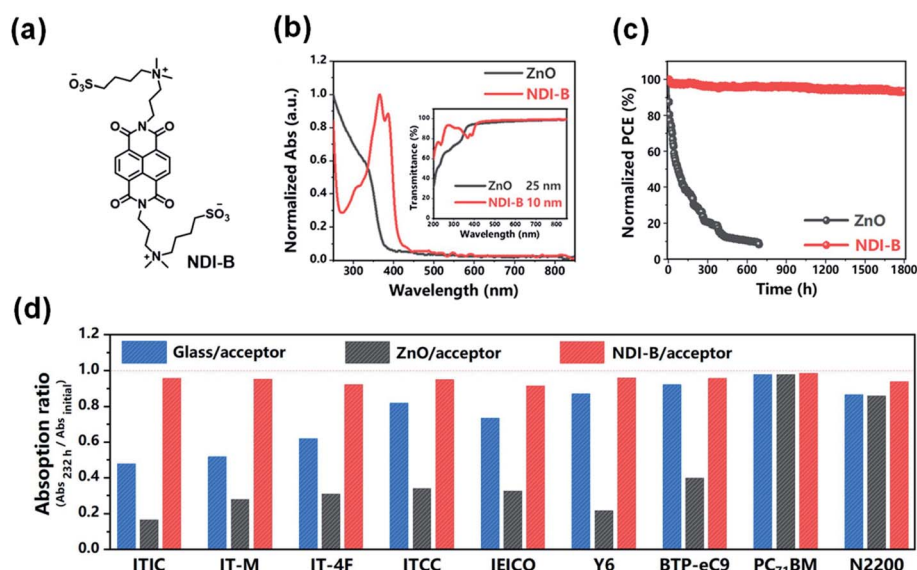 (a)
O₃S⁻
N⁺
O N O
O N O
SO₃⁻
N⁺
NDI-B
(b)
Normalized Abs (a.u.)
1.2
1.0
0.8
0.6
0.4
0.2
0.0
ZnO
NDI-B
Transmittance (%)
100
80
60
40
20
0
ZnO 25 nm
NDI-B 10 nm
200 300 400 500 600 700 800
Wavelength (nm)
300 400 500 600 700 800
Wavelength (nm)
(c)
Normalized PCE (%)
100
80
60
40
20
0
ZnO
NDI-B
0 300 600 900 1200 1500 1800
Time (h)
(d)
Absoption ratio
(Abs 232 h / Abs initial)
1.2
1.0
0.8
0.6
0.4
0.2
0.0
Glass/acceptor ZnO/acceptor NDI-B/acceptor
ITIC IT-M IT-4F ITCC IEICO Y6 BTP-eC9 PC₇₁BM N2200